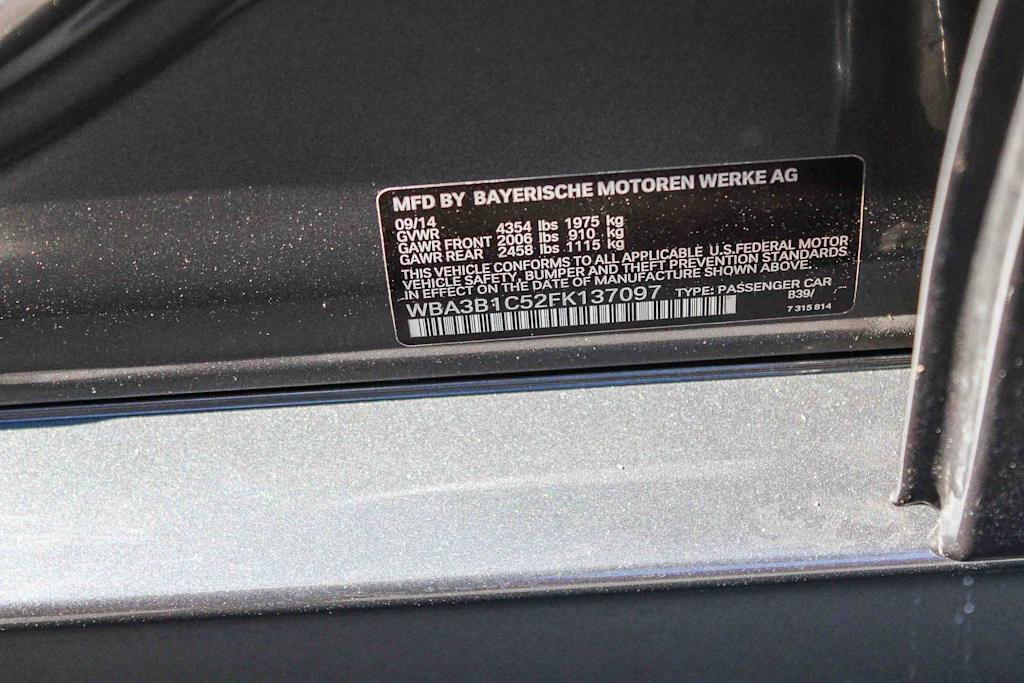 MFD BY BAYERISCHE MOTOREN WERKE AG
09/14
GVWR 4354 lbs 1975 kg
GAWR FRONT 2006 lbs 910 kg
GAWR REAR 2458 lbs 1115 kg
THIS VEHICLE CONFORMS TO ALL APPLICABLE U.S.FEDERAL MOTOR
VEHICLE SAFETY, BUMPER AND THEFT PREVENTION STANDARDS
IN EFFECT ON THE DATE OF MANUFACTURE SHOWN ABOVE.
WBA3B1C52FK137097 TYPE: PASSENGER CAR
B39/
7 315 814